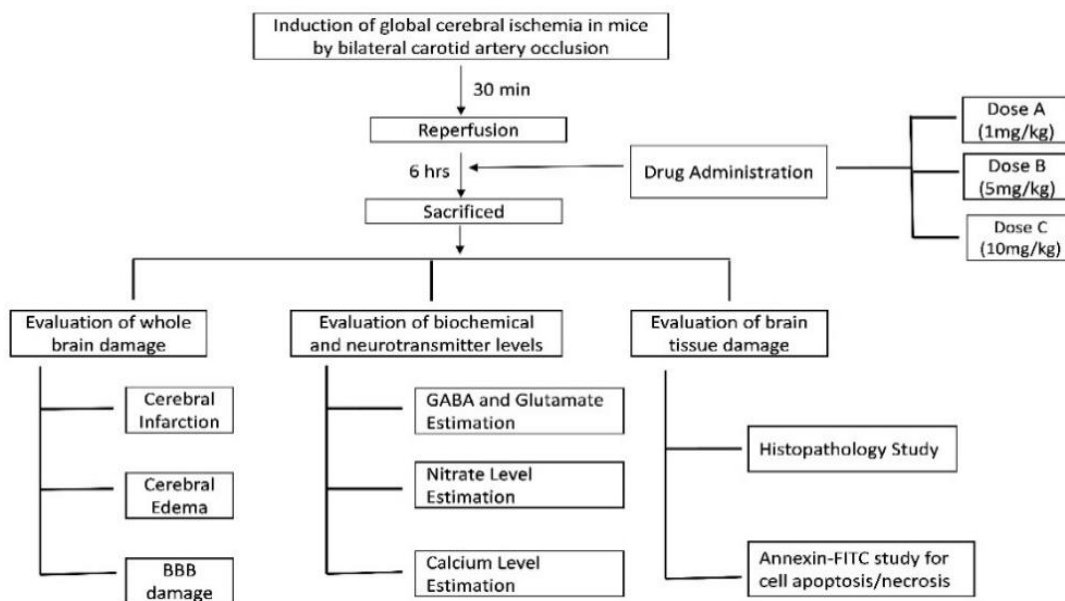 Induction of global cerebral ischemia in mice
by bilateral carotid artery occlusion
30 min
Reperfusion
6 hrs
Drug Administration
Dose A
(1mg/kg)
Dose B
(5mg/kg)
Dose C
(10mg/kg)
Sacrificed
Evaluation of whole
brain damage
Cerebral
Infarction
Cerebral
Edema
BBB
damage
Evaluation of biochemical
and neurotransmitter levels
GABA and Glutamate
Estimation
Nitrate Level
Estimation
Calcium Level
Estimation
Evaluation of brain
tissue damage
Histopathology Study
Annexin-FITC study for
cell apoptosis/necrosis